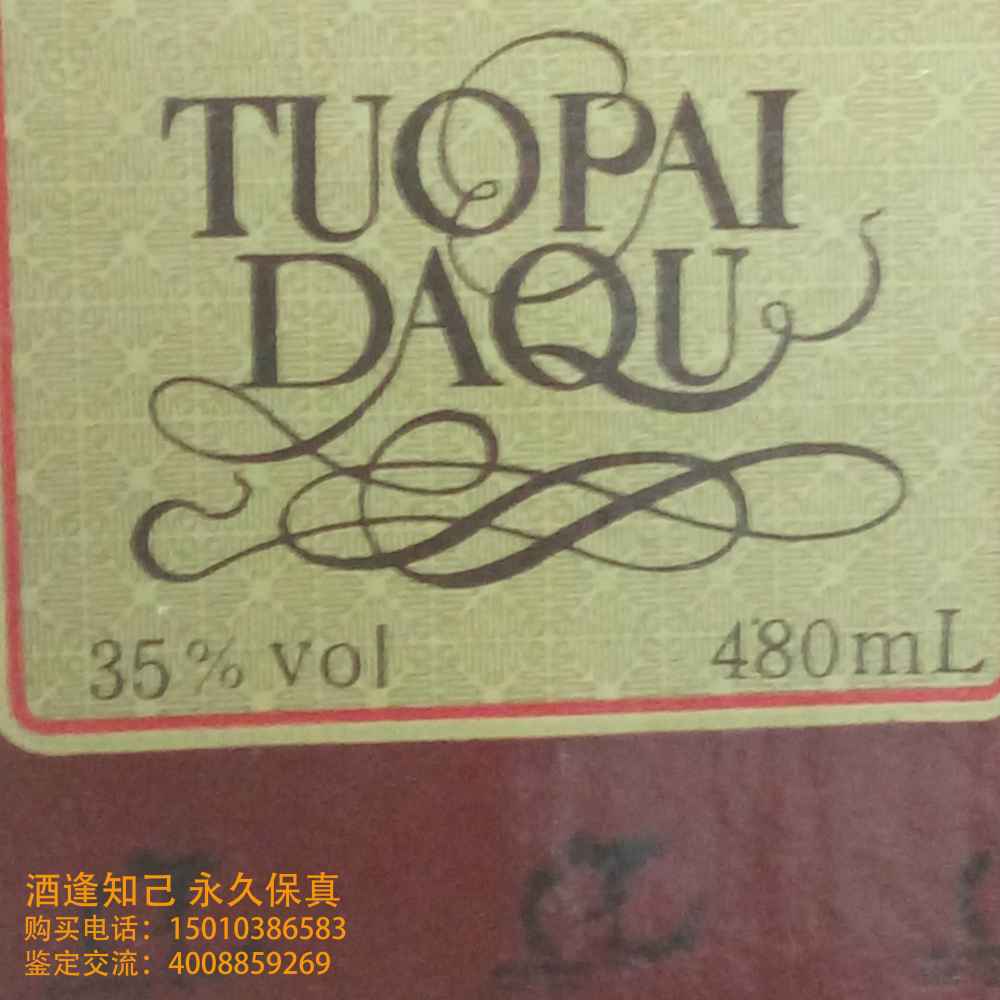 TUOPAI
DAQU
35% vol 480mL
酒逢知己 永久保真
购买电话：15010386583
鉴定交流：4008859269